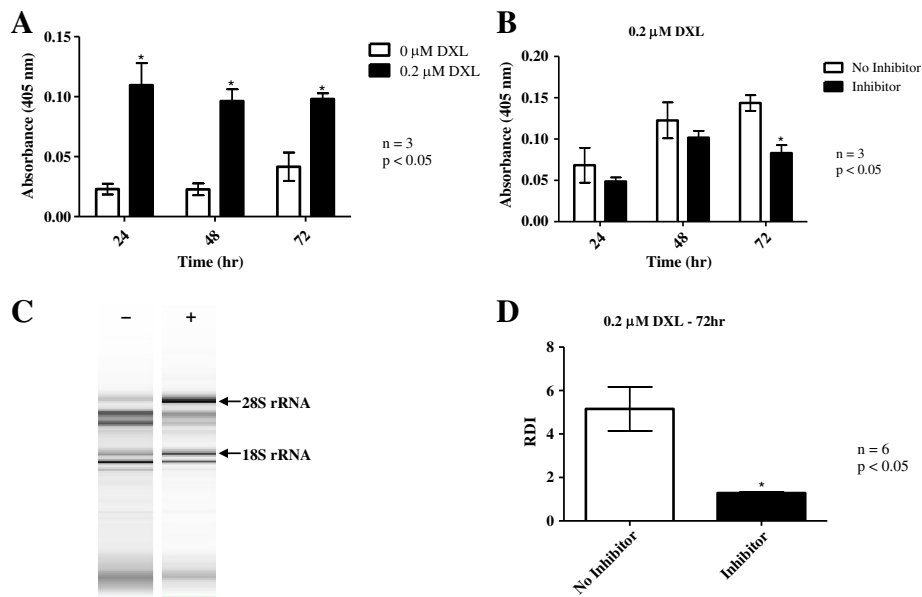 A
0.15
0.10
0.05
0.00
Absorbance (405 nm)
*
*
*
24
48
72
Time (hr)
0 µM DXL
0.2 µM DXL
n = 3
p < 0.05
B
0.2 µM DXL
0.20
0.15
0.10
0.05
0.00
Absorbance (405 nm)
*
24
48
72
Time (hr)
No Inhibitor
Inhibitor
n = 3
p < 0.05
C
− +
28S rRNA
18S rRNA
D
0.2 µM DXL - 72hr
8
6
4
2
0
RDI
*
No Inhibitor
Inhibitor
n = 6
p < 0.05